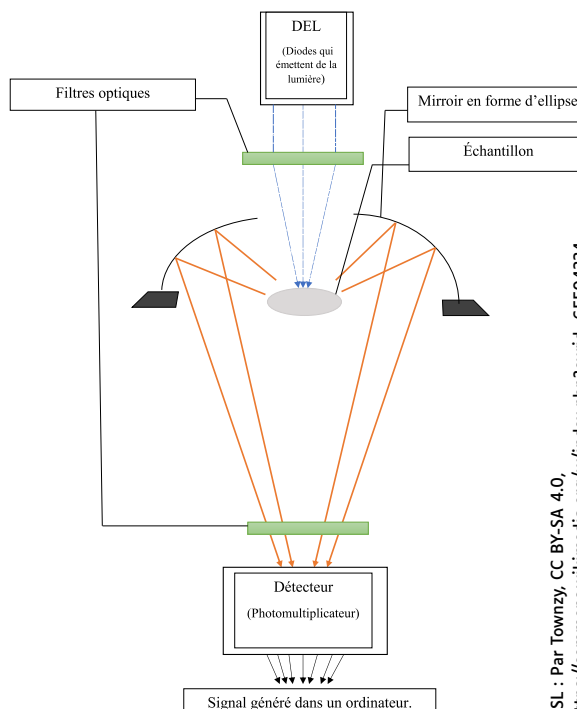 DEL
(Diodes qui
émettent de la
lumière)
Filtres optiques
Mirroir en forme d’ellipse
Échantillon
Détecteur
(Photomultiplicateur)
Signal généré dans un ordinateur.
SL : Par Townzy, CC BY-SA 4.0,